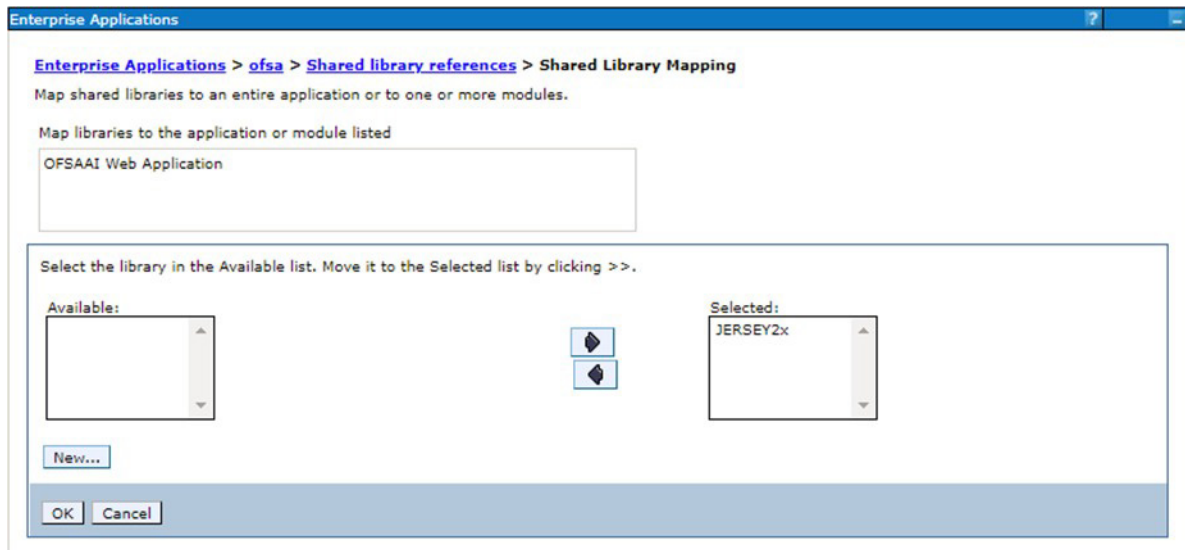 Enterprise Applications
?
Enterprise Applications > ofsa > Shared library references > Shared Library Mapping
Map shared libraries to an entire application or to one or more modules.
Map libraries to the application or module listed
OFSAAI Web Application
Select the library in the Available list. Move it to the Selected list by clicking >>.
Available:
Selected:
JERSEY2x
New...
OK Cancel